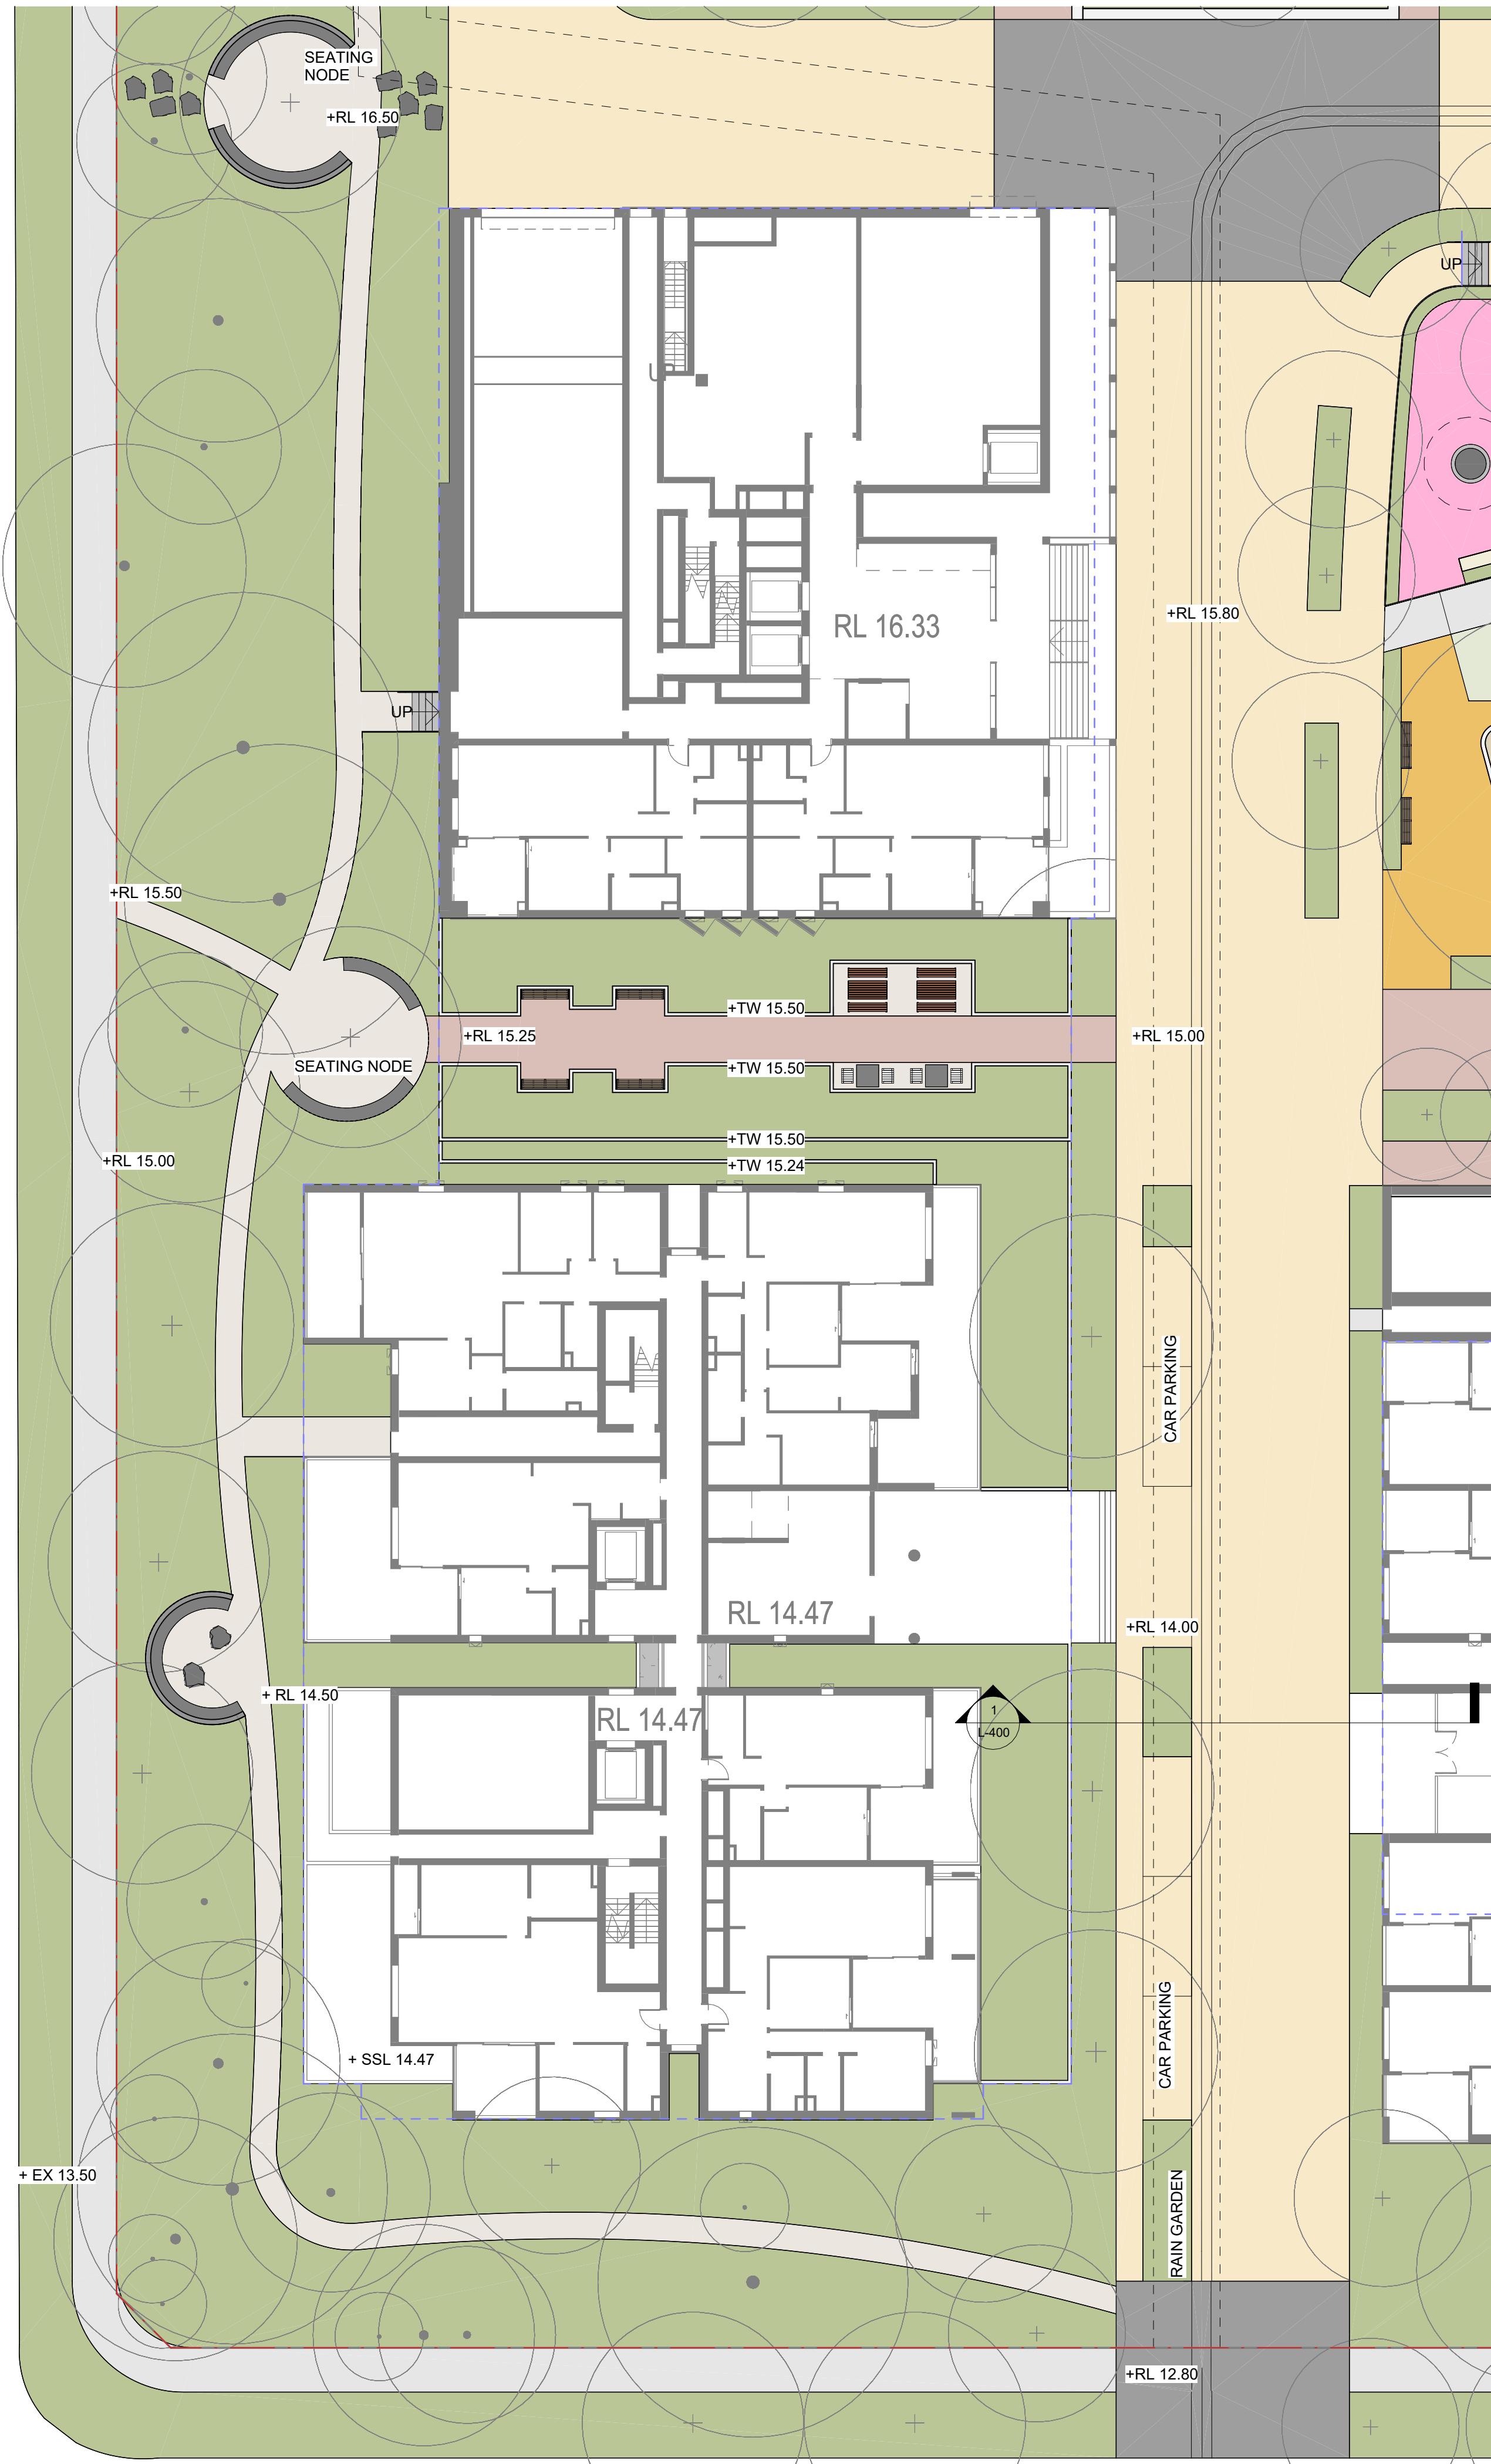 SEATING
NODE
+RL 16.50
UP
UP
RL 16.33
+RL 15.80
UP
+RL 15.50
+TW 15.50
+RL 15.25
+RL 15.00
SEATING NODE
+TW 15.50
+TW 15.50
+RL 15.00
+TW 15.24
CAR PARKING
RL 14.47
+RL 14.00
+ RL 14.50
RL 14.47
1
L-400
CAR PARKING
+ SSL 14.47
+ EX 13.50
RAIN GARDEN
+RL 12.80